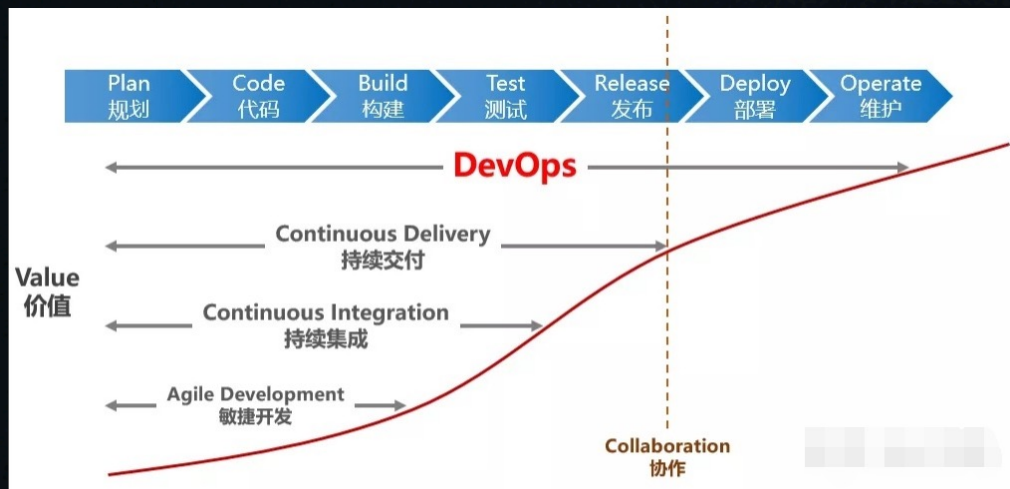 Plan
规划
Code
代码
Build
构建
Test
测试
Release
发布
Deploy
部署
Operate
维护
DevOps
Continuous Delivery
持续交付
Value
价值
Continuous Integration
持续集成
Agile Development
敏捷开发
Collaboration
协作